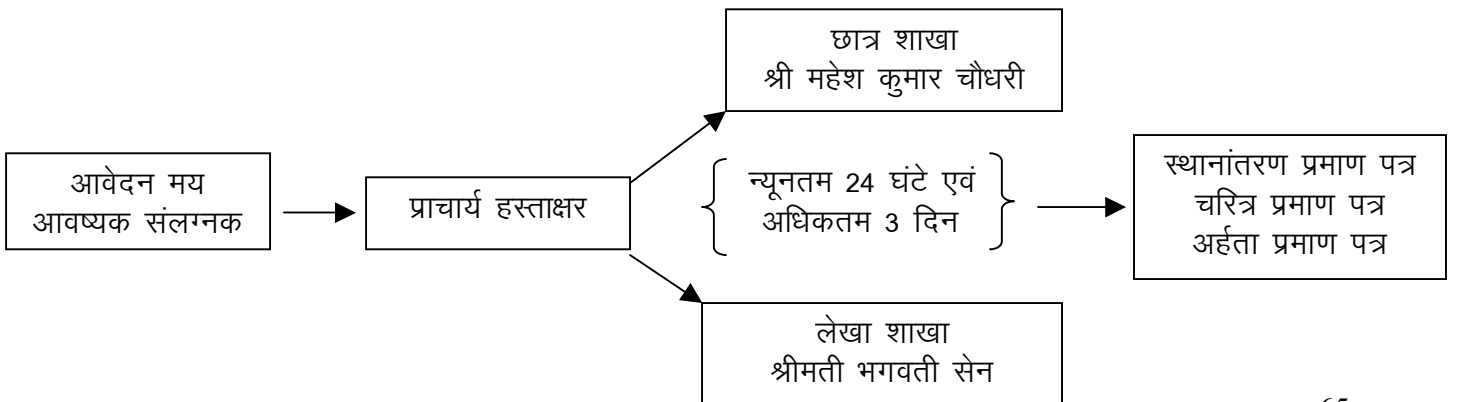 छात्र शाखा
श्री महेश कुमार चौधरी
आवेदन मय
आवष्यक संलग्नक
प्राचार्य हस्ताक्षर
न्यूनतम 24 घंटे एवं
अधिकतम 3 दिन
स्थानांतरण प्रमाण पत्र
चरित्र प्रमाण पत्र
अर्हता प्रमाण पत्र
लेखा शाखा
श्रीमती भगवती सेन